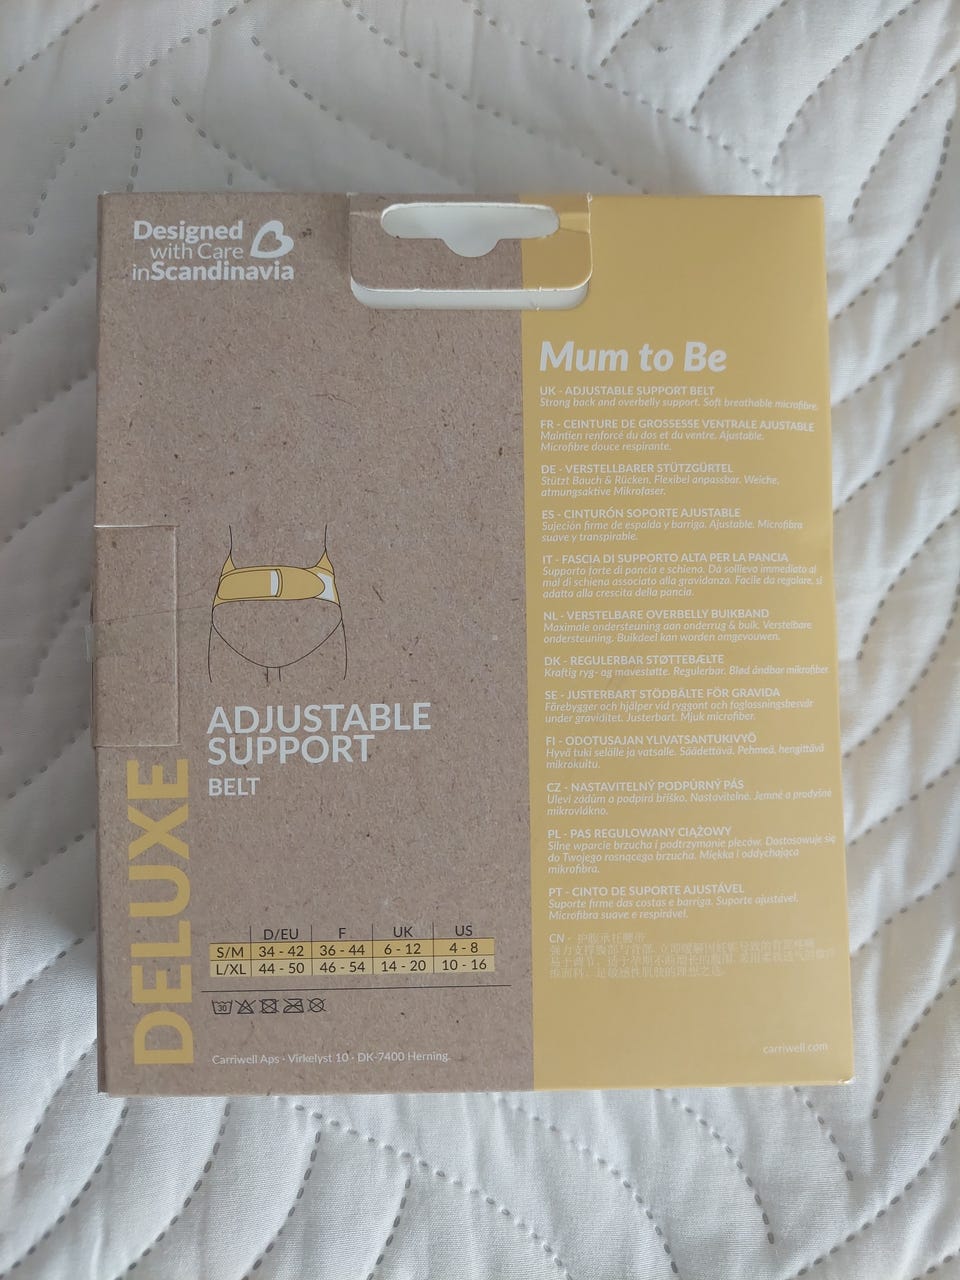 Designed
with Care
in Scandinavia
Mum to Be
UK - ADJUSTABLE SUPPORT BELT
Strong back and overbelly support. Soft breathable microfibre.
FR - CEINTURE DE GROSSESSE VENTRALE AJUSTABLE
Maintien renforcé du dos et du ventre. Ajustable.
Microfibre douce respirante.
DE - VERSTELLBARER STÜTZGÜRTEL
Stützt Bauch & Rücken. Flexibel anpassbar. Weiche,
atmungsaktive Mikrofaser.
ES - CINTURÓN SOPORTE AJUSTABLE
Sujeción firme de espalda y barriga. Ajustable. Microfibra
suave y transpirable.
IT - FASCIA DI SUPPORTO ALTA PER LA PANCIA
Supporto forte di pancia e schiena. Dà sollievo immediato al
mal di schiena associato alla gravidanza. Facile da regolare, si
adatta alla crescita della pancia.
NL - VERSTELBARE OVERBELLY BUIKBAND
Maximale ondersteuning aan onderrug & buik. Verstelbare
ondersteuning. Buikdeel kan worden omgevouwen.
DK - REGULERBAR STØTTEBÆLTE
Kraftig ryg- og mavestøtte. Regulerbar. Blød åndbar mikrofiber.
SE - JUSTERBART STÖDBÄLTE FÖR GRAVIDA
Förebygger och hjälper vid ryggont och foglossningsbesvär
under graviditet. Justerbart. Mjuk microfiber.
FI - ODOTUSAJAN YLIVATSANTUKIVYÖ
Hyvä tuki selälle ja vatsalle. Säädettävä. Pehmeä, hengittävä
mikrokuitu.
CZ - NASTAVITELNÝ PODPŮRNÝ PÁS
Uleví zádům a podpírá bříško. Nastavitelné. Jemné a prodyšné
mikrovlákno.
PL - PAS REGULOWANY CIĄŻOWY
Silne wparcie brzucha i podtrzymanie pleców. Dostosowuje się
do Twojego rosnącego brzucha. Miękka i oddychająca
mikrofibra.
PT - CINTO DE SUPORTE AJUSTÁVEL
Suporte firme das costas e barriga. Suporte ajustável.
Microfibra suave e respirável.
CN - 护腹承托腰带
carriwell.com
ADJUSTABLE
SUPPORT
BELT
DELUXE
D/EU F UK US
S/M 34 - 42 36 - 44 6 - 12 4 - 8
L/XL 44 - 50 46 - 54 14 - 20 10 - 16
30
Carriwell Aps · Virkelyst 10 · DK-7400 Herning.